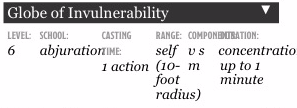 Globe of Invulnerability ▼
LEVEL: SCHOOL: CASTING TIME: RANGE: COMPONENTS: DURATION:
6 abjuration 1 action self (10-foot radius) v s m concentration up to 1 minute